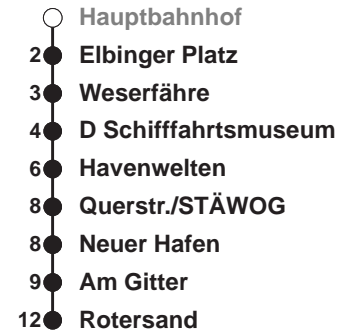 Hauptbahnhof
2 Elbinger Platz
3 Weserfähre
4 D Schifffahrtsmuseum
6 Havenwelten
8 Querstr./STÄWOG
8 Neuer Hafen
9 Am Gitter
12 Rotersand